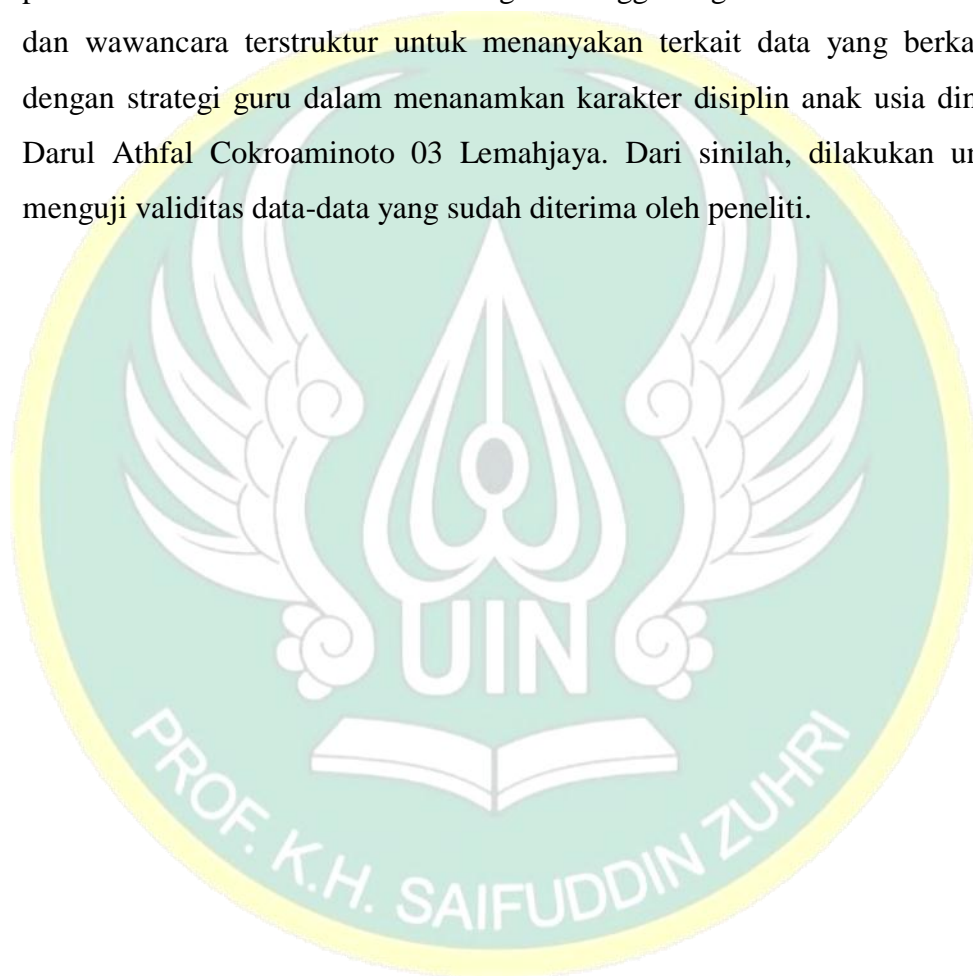 dan wawancara terstruktur untuk menanyakan terkait data yang
dengan strategi guru dalam menanamkan karakter disiplin anak usia
Darul Athfal Cokroaminoto 03 Lemahjaya. Dari sinilah, dilakukan
menguji validitas data-data yang sudah diterima oleh peneliti.
UIN
PROF. K.H. SAIFUDDIN ZUHRI